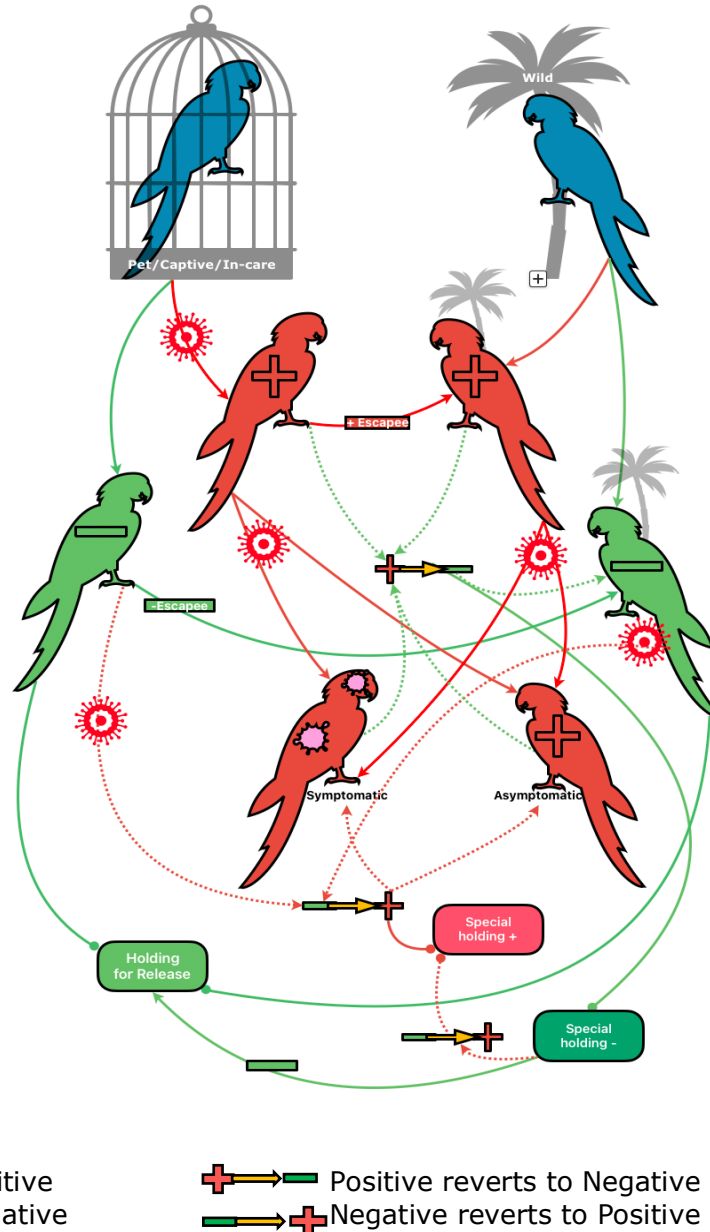 Wild
Pet/Captive/In-care
+ Escapee
-Escapee
Symptomatic
Asymptomatic
Special
holding +
Holding
for Release
Special
holding -
itive
Positive reverts to Negative
ative
Negative reverts to Positive